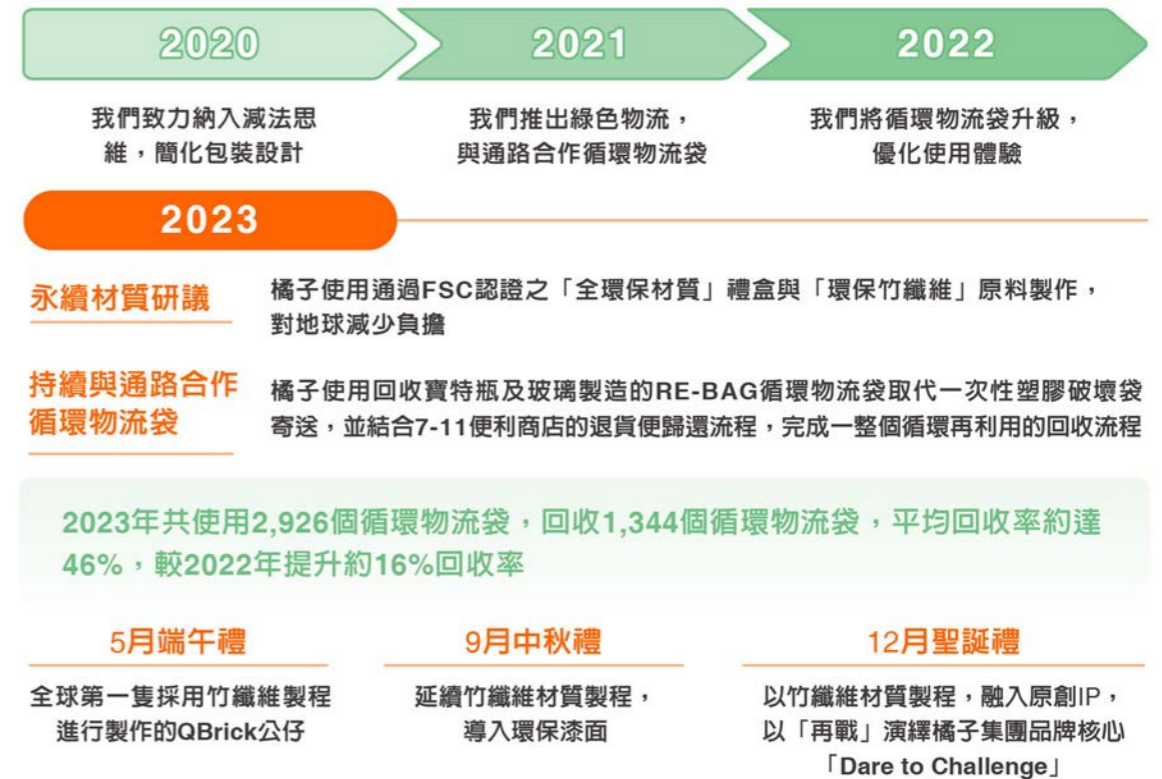 2020
2021
2022
我們致力納入減法思
維，簡化包裝設計
我們推出綠色物流，
與通路合作循環物流袋
我們將循環物流袋升級，
優化使用體驗
2023
永續材質研議
橘子使用通過FSC認證之「全環保材質」禮盒與「環保竹纖維」原料製作，
對地球減少負擔
持續與通路合作
循環物流袋
橘子使用回收寶特瓶及玻璃製造的RE-BAG循環物流袋取代一次性塑膠破壞袋
寄送，並結合7-11便利商店的退貨便歸還流程，完成一整個循環再利用的回收流程
2023年共使用2,926個循環物流袋，回收1,344個循環物流袋，平均回收率約達
46%，較2022年提升約16%回收率
5月端午禮
全球第一隻採用竹纖維製程
進行製作的QBrick公仔
9月中秋禮
延續竹纖維材質製程，
導入環保漆面
12月聖誕禮
以竹纖維材質製程，融入原創IP，
以「再戰」演繹橘子集團品牌核心
「Dare to Challenge」